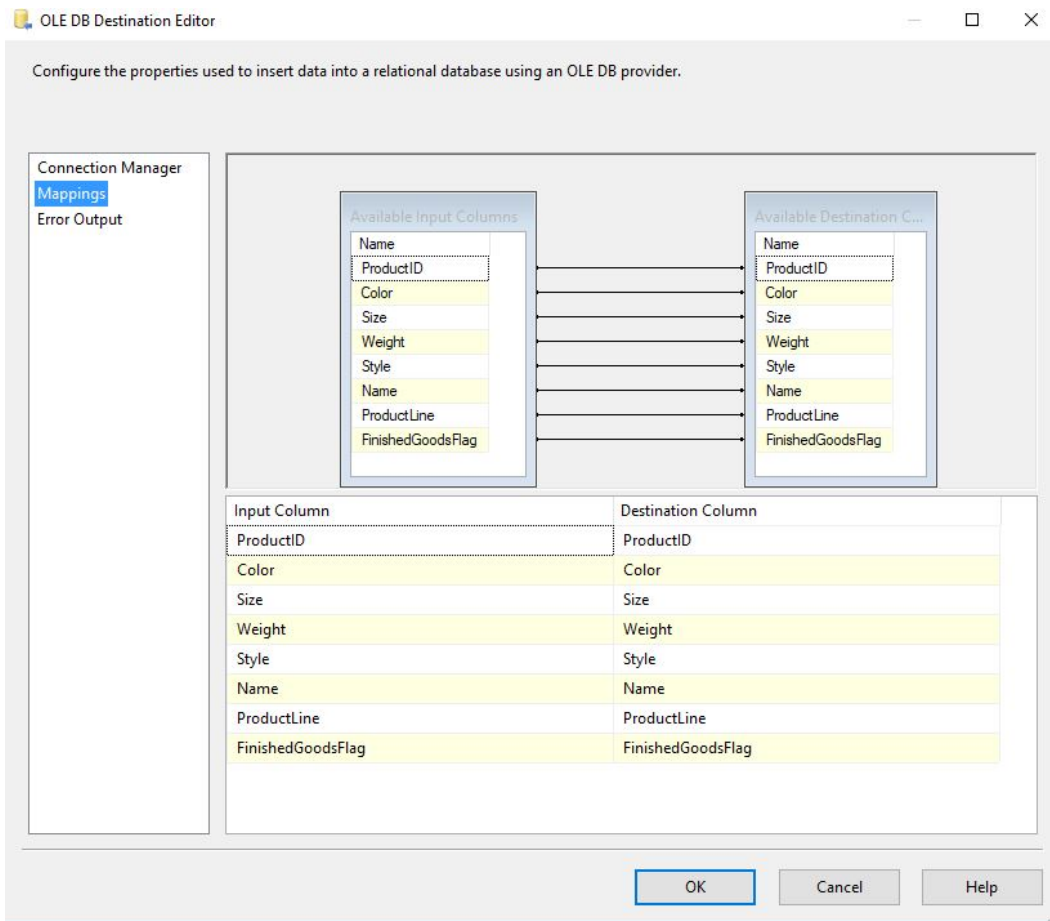 OLE DB Destination Editor
Configure the properties used to insert data into a relational database using an OLE DB provider.
Connection Manager
Mappings
Error Output
Available Input Columns
Name
ProductID
Color
Size
Weight
Style
Name
ProductLine
FinishedGoodsFlag
Available Destination C...
Name
ProductID
Color
Size
Weight
Style
Name
ProductLine
FinishedGoodsFlag
Input Column Destination Column
ProductID ProductID
Color Color
Size Size
Weight Weight
Style Style
Name Name
ProductLine ProductLine
FinishedGoodsFlag FinishedGoodsFlag
OK Cancel Help